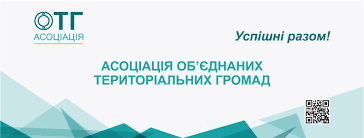 ОТГ
АСОЦІАЦІЯ
Успішні разом!
АСОЦІАЦІЯ ОБ’ЄДНАНИХ
ТЕРИТОРІАЛЬНИХ ГРОМАД